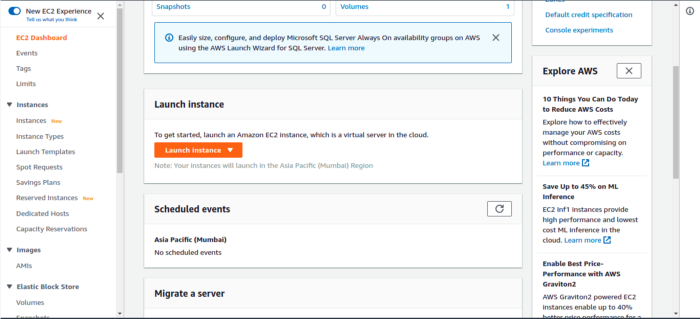 New EC2 Experience
Tell us what you think
EC2 Dashboard
Events
Tags
Limits
Instances
Instances New
Instance Types
Launch Templates
Spot Requests
Savings Plans
Reserved Instances New
Dedicated Hosts
Capacity Reservations
Images
AMIs
Elastic Block Store
Volumes
Snapshots 0
Volumes 1
Easily size, configure, and deploy Microsoft SQL Server Always On availability groups on AWS
using the AWS Launch Wizard for SQL Server. Learn more
Launch instance
To get started, launch an Amazon EC2 instance, which is a virtual server in the cloud.
Launch instance
Note: Your instances will launch in the Asia Pacific (Mumbai) Region
Scheduled events
Asia Pacific (Mumbai)
No scheduled events
Migrate a server
Default credit specification
Console experiments
Explore AWS
10 Things You Can Do Today
to Reduce AWS Costs
Explore how to effectively
manage your AWS costs
without compromising on
performance or capacity.
Learn more
Save Up to 45% on ML
Inference
EC2 Inf1 instances provide
high performance and lowest
cost ML inference in the
cloud. Learn more
Enable Best Price-
Performance with AWS
Graviton2
AWS Graviton2 powered EC2
instances enable up to 40%
better price performance for a